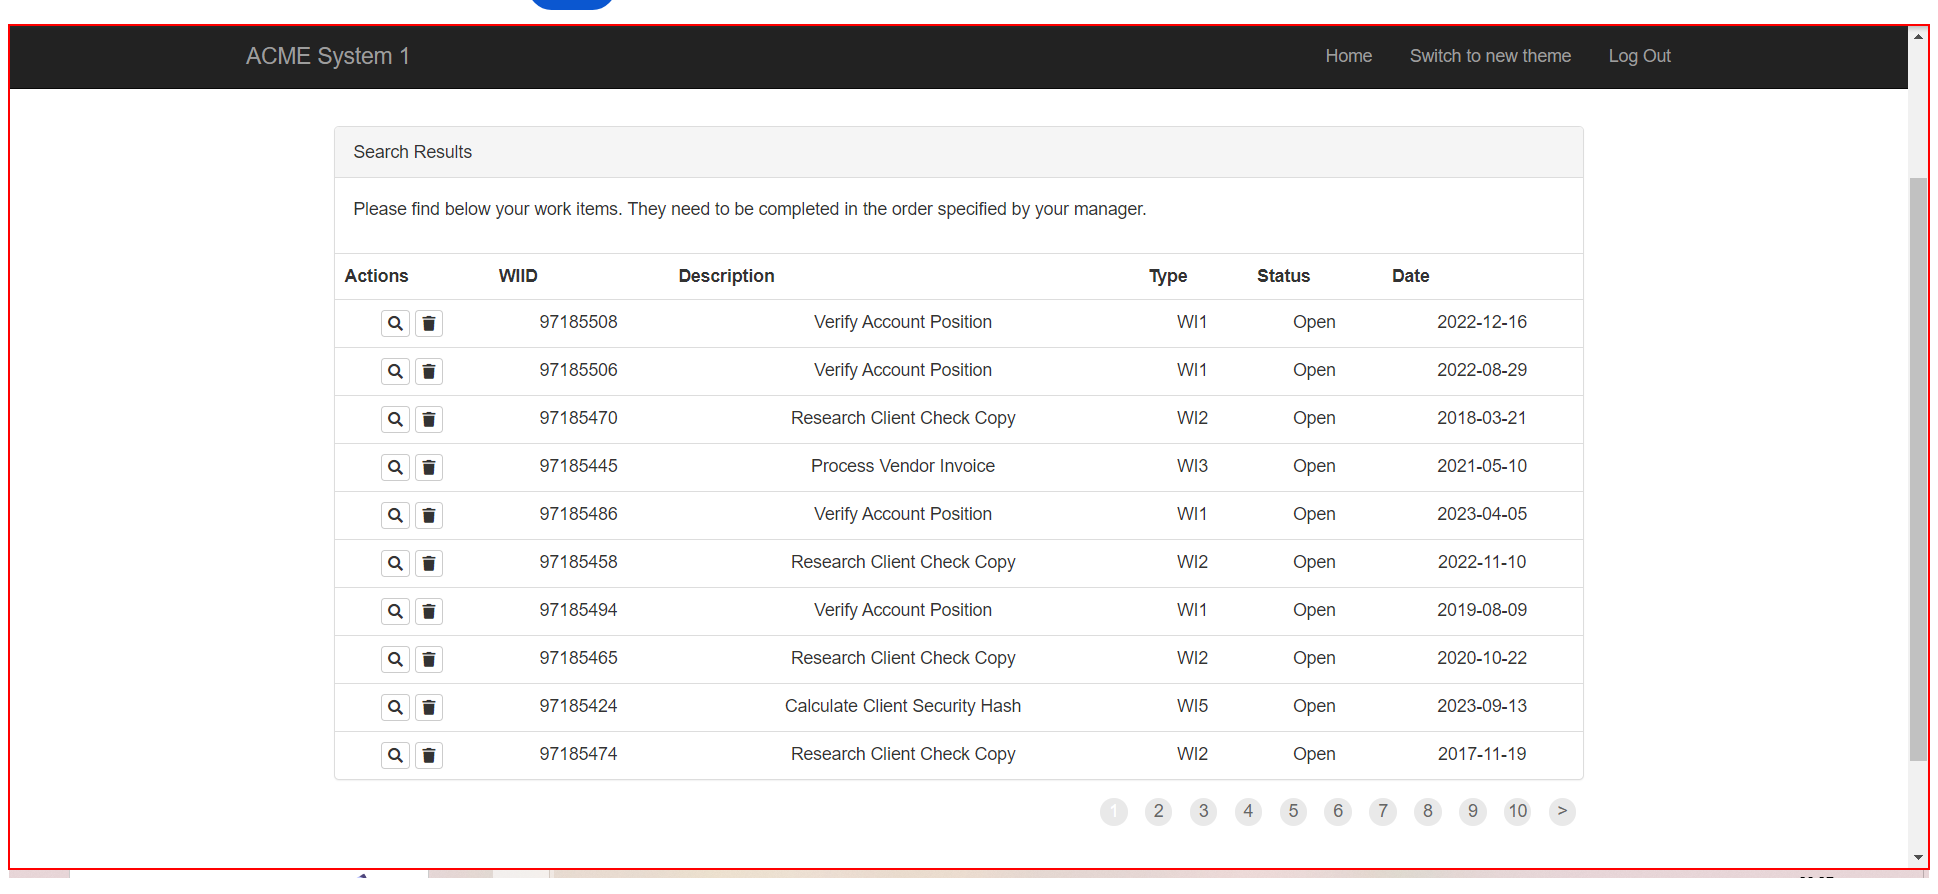 ACME System 1 Home Switch to new theme Log Out
Search Results
Please find below your work items. They need to be completed in the order specified by your manager.
Actions WIID Description Type Status Date
97185508 Verify Account Position WI1 Open 2022-12-16
97185506 Verify Account Position WI1 Open 2022-08-29
97185470 Research Client Check Copy WI2 Open 2018-03-21
97185445 Process Vendor Invoice WI3 Open 2021-05-10
97185486 Verify Account Position WI1 Open 2023-04-05
97185458 Research Client Check Copy WI2 Open 2022-11-10
97185494 Verify Account Position WI1 Open 2019-08-09
97185465 Research Client Check Copy WI2 Open 2020-10-22
97185424 Calculate Client Security Hash WI5 Open 2023-09-13
97185474 Research Client Check Copy WI2 Open 2017-11-19
1 2 3 4 5 6 7 8 9 10 >